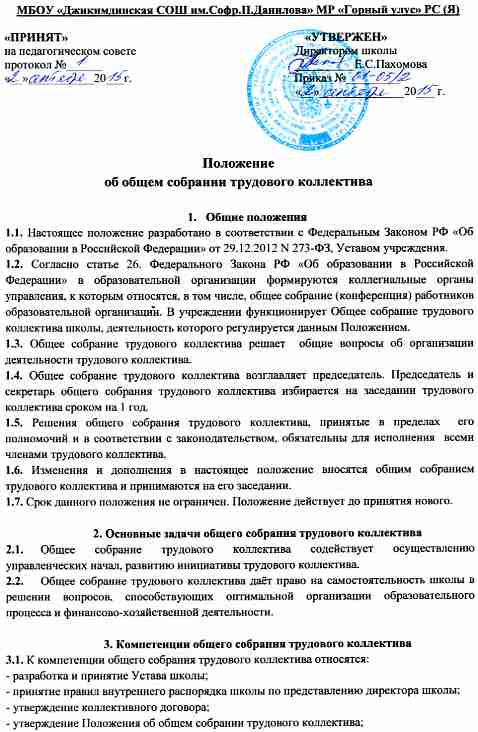 МБОУ «Джикимдинская СОШ им.Софр.П.Данилова» МР «Горный улус» РС (Я)
«ПРИНЯТ» «УТВЕРЖЕН»
на педагогическом совете Директором школы
протокол № 1 Е.С.Пахомова
«2» 20 15 г. Приказ № 01-05/2
«2» 2015 г.
Положение
об общем собрании трудового коллектива
1. Общие положения
1.1. Настоящее положение разработано в соответствии с Федеральным Законом РФ «Об
образовании в Российской Федерации» от 29.12.2012 N 273-ФЗ, Уставом учреждения.
1.2. Согласно статье 26. Федерального Закона РФ «Об образовании в Российской
Федерации» в образовательной организации формируются коллегиальные органы
управления, к которым относятся, в том числе, общее собрание (конференция) работников
образовательной организации. В учреждении функционирует Общее собрание трудового
коллектива школы, деятельность которого регулируется данным Положением.
1.3. Общее собрание трудового коллектива решает общие вопросы об организации
деятельности трудового коллектива.
1.4. Общее собрание трудового коллектива возглавляет председатель. Председатель и
секретарь общего собрания трудового коллектива избирается на заседании трудового
коллектива сроком на 1 год.
1.5. Решения общего собрания трудового коллектива, принятые в пределах его
полномочий и в соответствии с законодательством, обязательны для исполнения всеми
членами трудового коллектива.
1.6. Изменения и дополнения в настоящее положение вносятся общим собранием
трудового коллектива и принимаются на его заседании.
1.7. Срок данного положения не ограничен. Положение действует до принятия нового.
2. Основные задачи общего собрания трудового коллектива
2.1. Общее собрание трудового коллектива содействует осуществлению
управленческих начал, развитию инициативы трудового коллектива.
2.2. Общее собрание трудового коллектива даёт право на самостоятельность школы в
решении вопросов, способствующих оптимальной организации образовательного
процесса и финансово-хозяйственной деятельности.
3. Компетенции общего собрания трудового коллектива
3.1. К компетенции общего собрания трудового коллектива относятся:
- разработка и принятие Устава школы;
- принятие правил внутреннего распорядка школы по представлению директора школы;
- утверждение коллективного договора;
- утверждение Положения об общем собрании трудового коллектива;